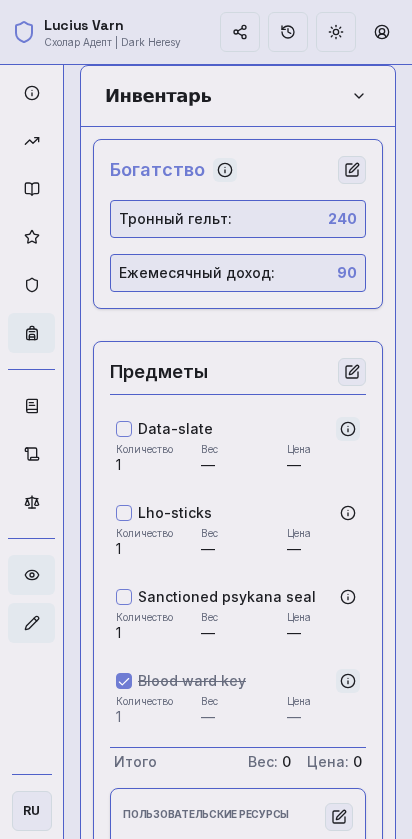 Lucius Varn
Схолар Адепт | Dark Heresy
Инвентарь
Богатство
Тронный гельт: 240
Ежемесячный доход: 90
Предметы
Data-slate
Количество Вес Цена
1 — —
Lho-sticks
Количество Вес Цена
1 — —
Sanctioned psykana seal
Количество Вес Цена
1 — —
Blood ward key
Количество Вес Цена
1 — —
Итого Вес: 0 Цена: 0
ПОЛЬЗОВАТЕЛЬСКИЕ РЕСУРСЫ
RU